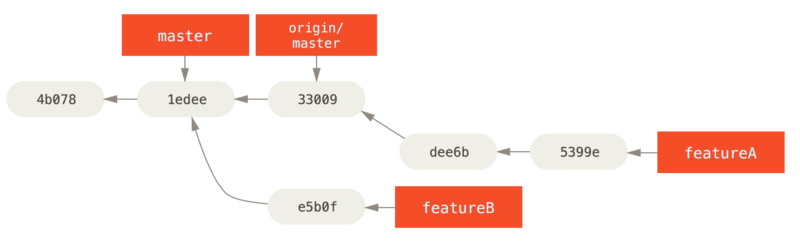 master
origin/
master
4b078
1edee
33009
dee6b
5399e
featureA
e5b0f
featureB